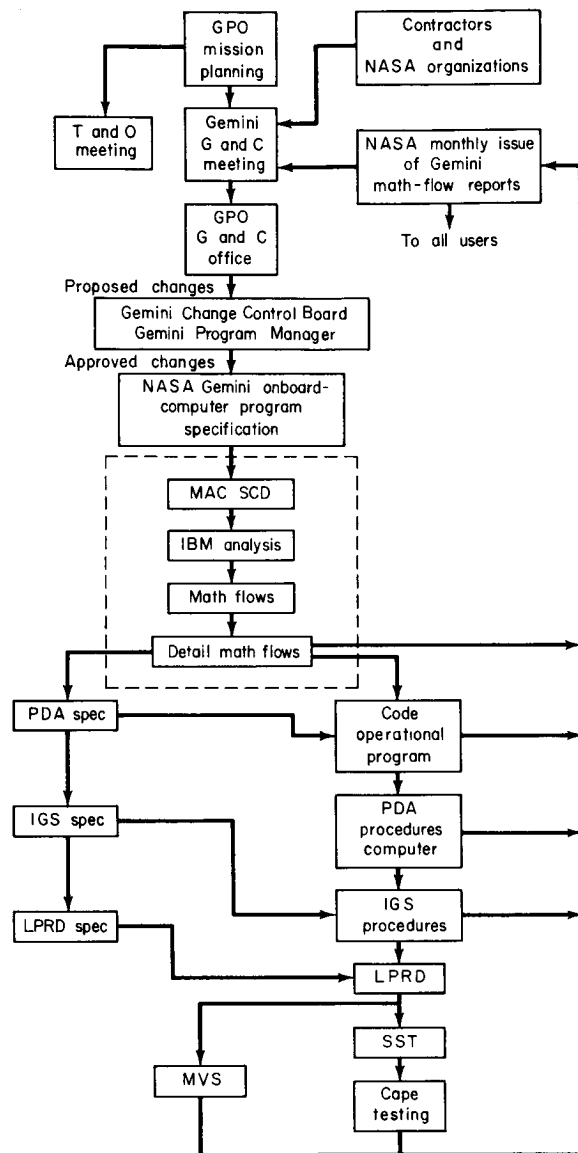 GPO
mission
planning
Contractors
and
NASA organizations
T and O
meeting
Gemini
G and C
meeting
NASA monthly issue
of Gemini
math-flow reports
To all users
GPO
G and C
office
Proposed changes
Gemini Change Control Board
Gemini Program Manager
Approved changes
NASA Gemini onboard-
computer program
specification
MAC SCD
IBM analysis
Math flows
Detail math flows
PDA spec
Code
operational
program
IGS spec
PDA
procedures
computer
LPRD spec
IGS
procedures
LPRD
SST
MVS
Cape
testing